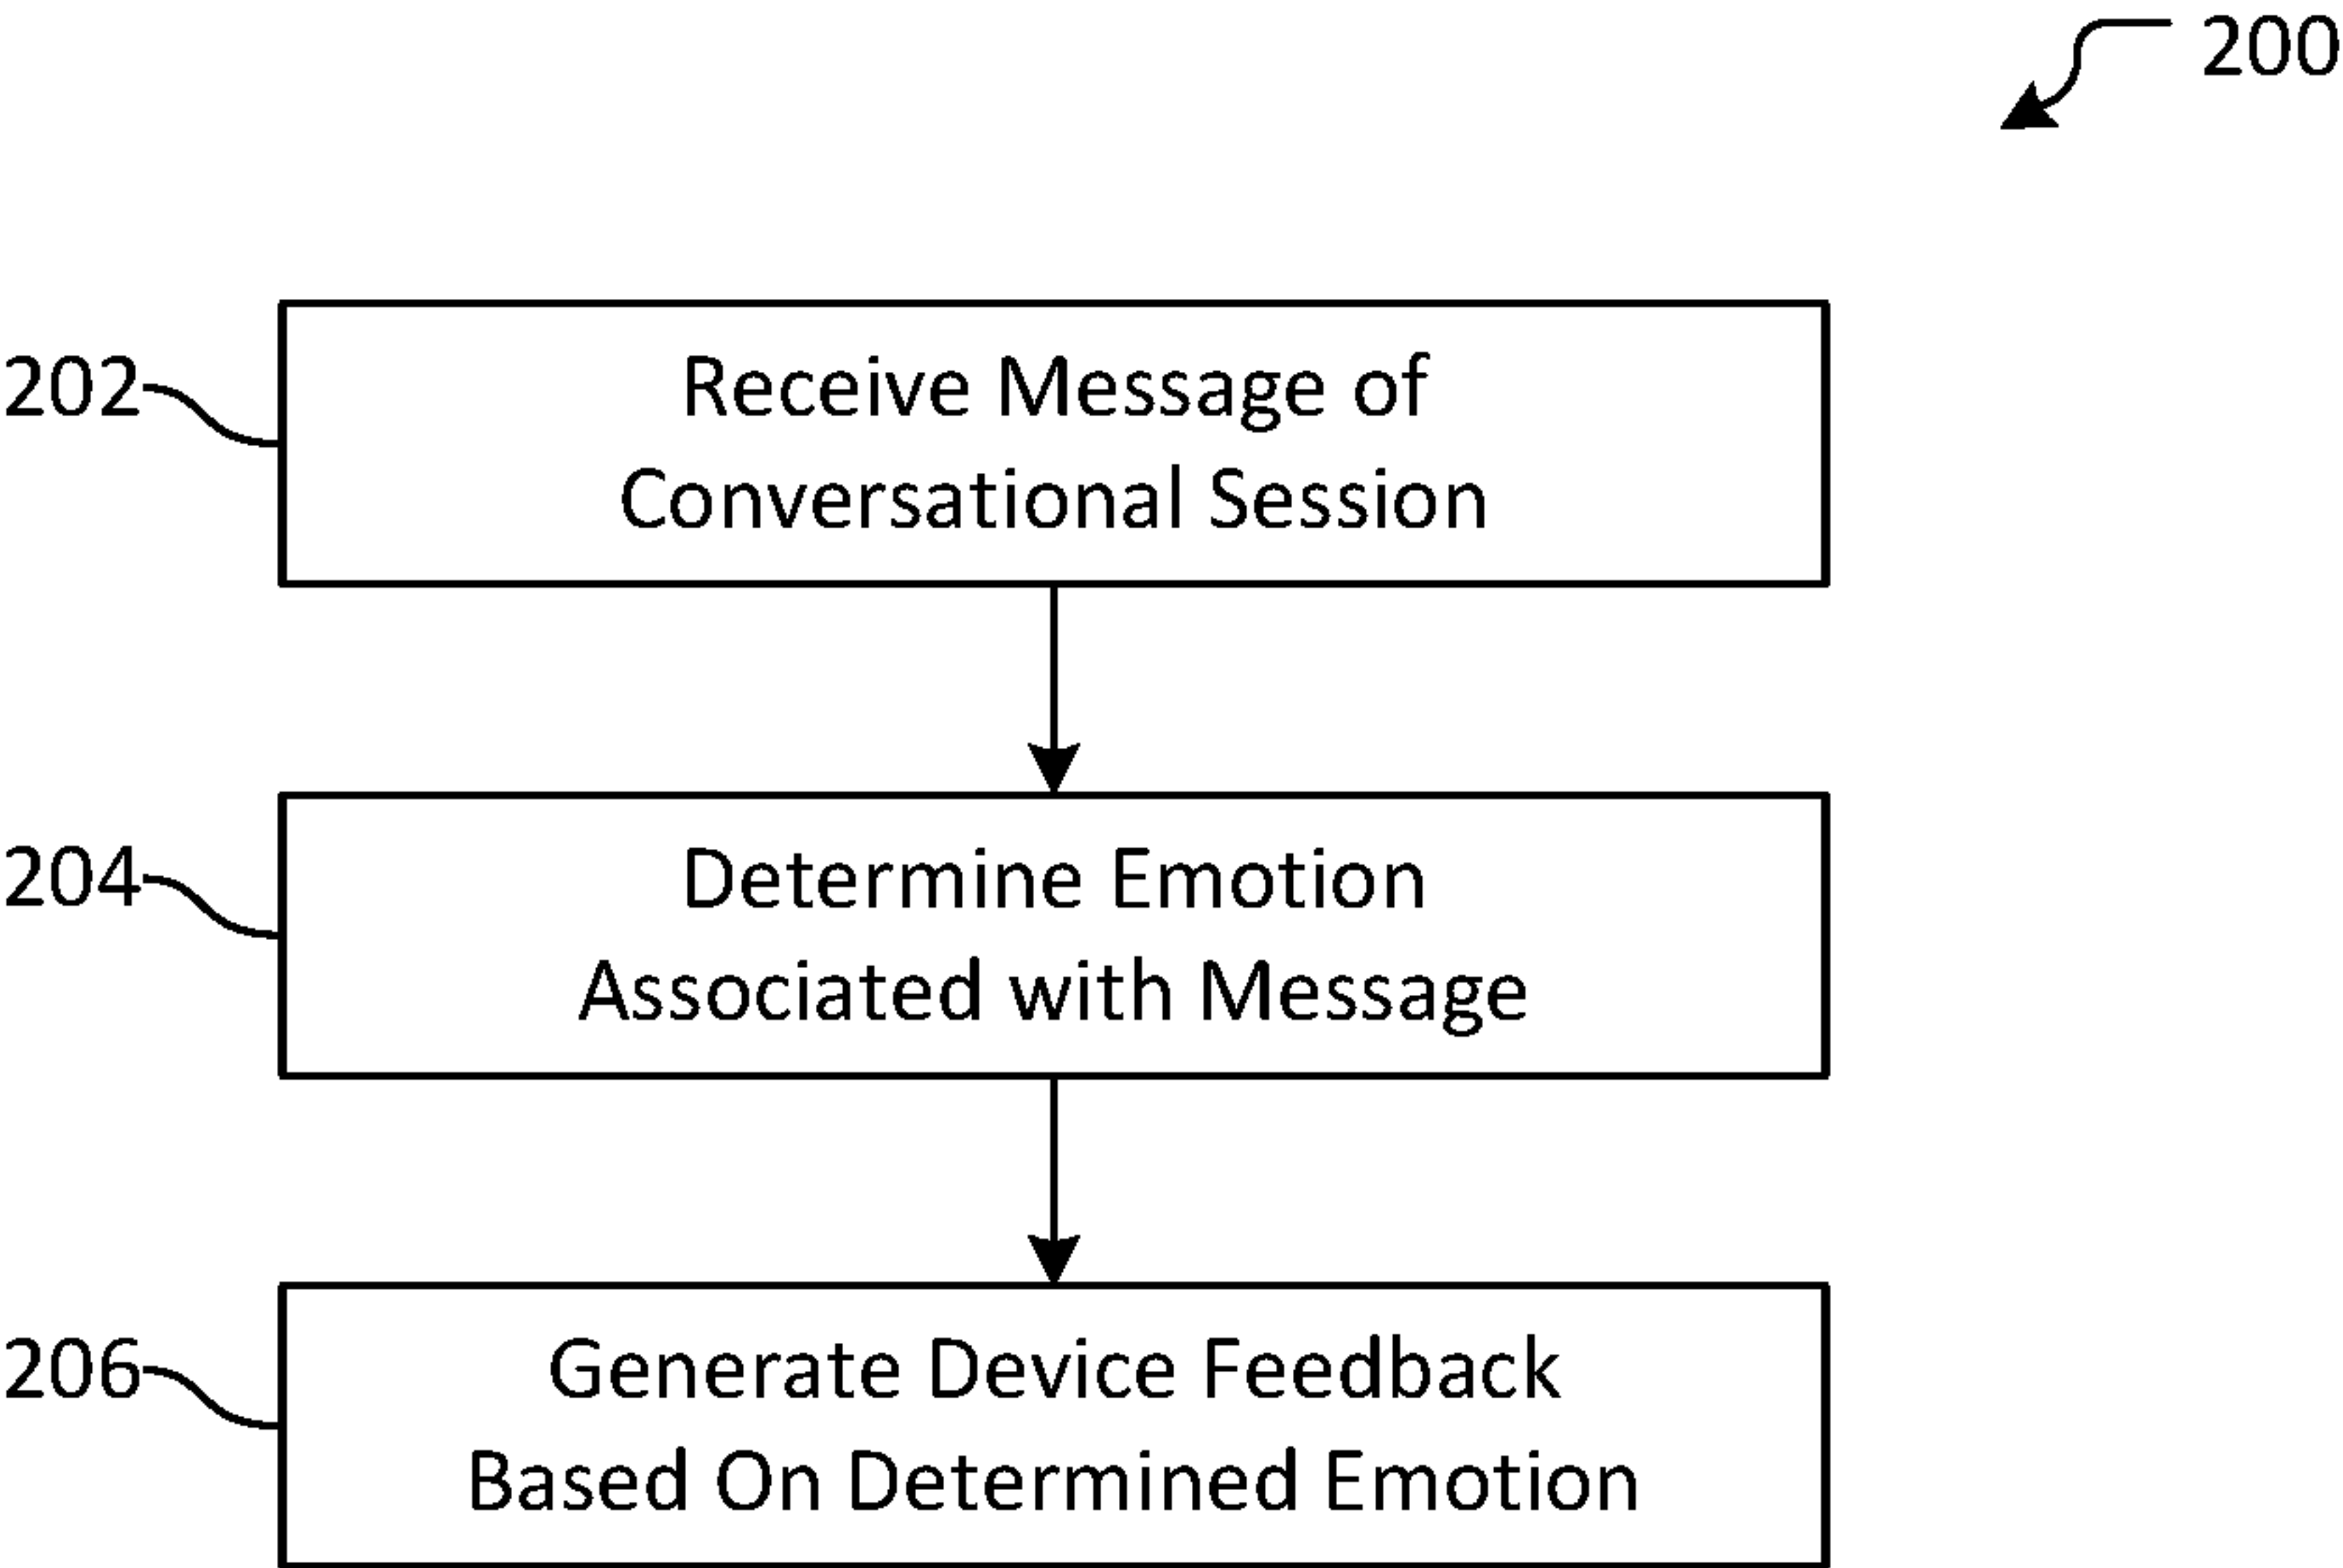 200
202
Receive Message of
Conversational Session
204
Determine Emotion
Associated with Message
206
Generate Device Feedback
Based On Determined Emotion